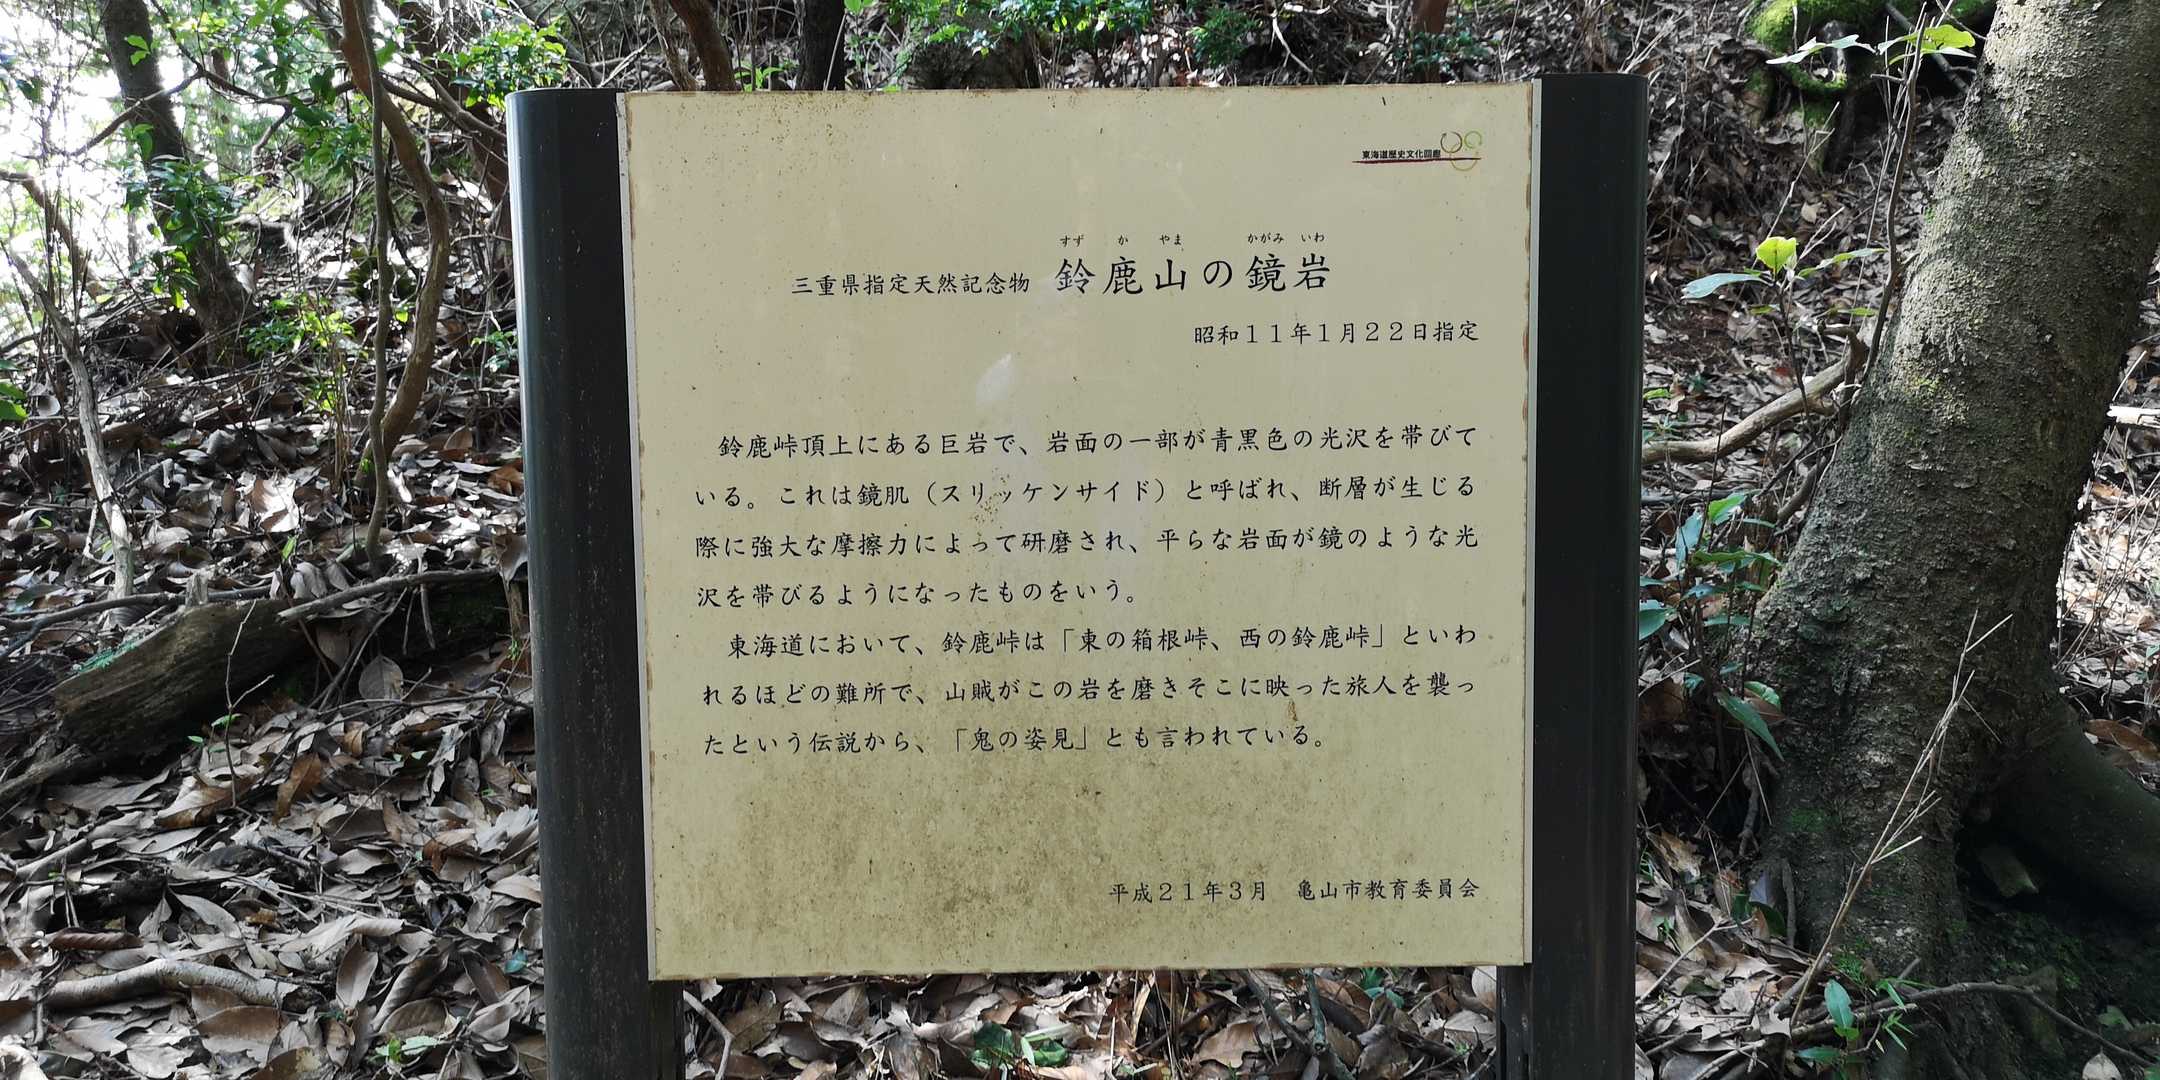 東海道歴史文化回廊
すず か やま かがみ いわ
三重県指定天然記念物 鈴鹿山の鏡岩
昭和11年1月22日指定
鈴鹿峠頂上にある巨岩で、岩面の一部が青黒色の光沢を帯びて
いる。これは鏡肌(スリッケンサイド)と呼ばれ、断層が生じる
際に強大な摩擦力によって研磨され、平らな岩面が鏡のような光
沢を帯びるようになったものをいう。
東海道において、鈴鹿峠は「東の箱根峠、西の鈴鹿峠」といわ
れるほどの難所で、山賊がこの岩を磨きそこに映った旅人を襲っ
たという伝説から、「鬼の姿見」とも言われている。
平成21年3月 亀山市教育委員会